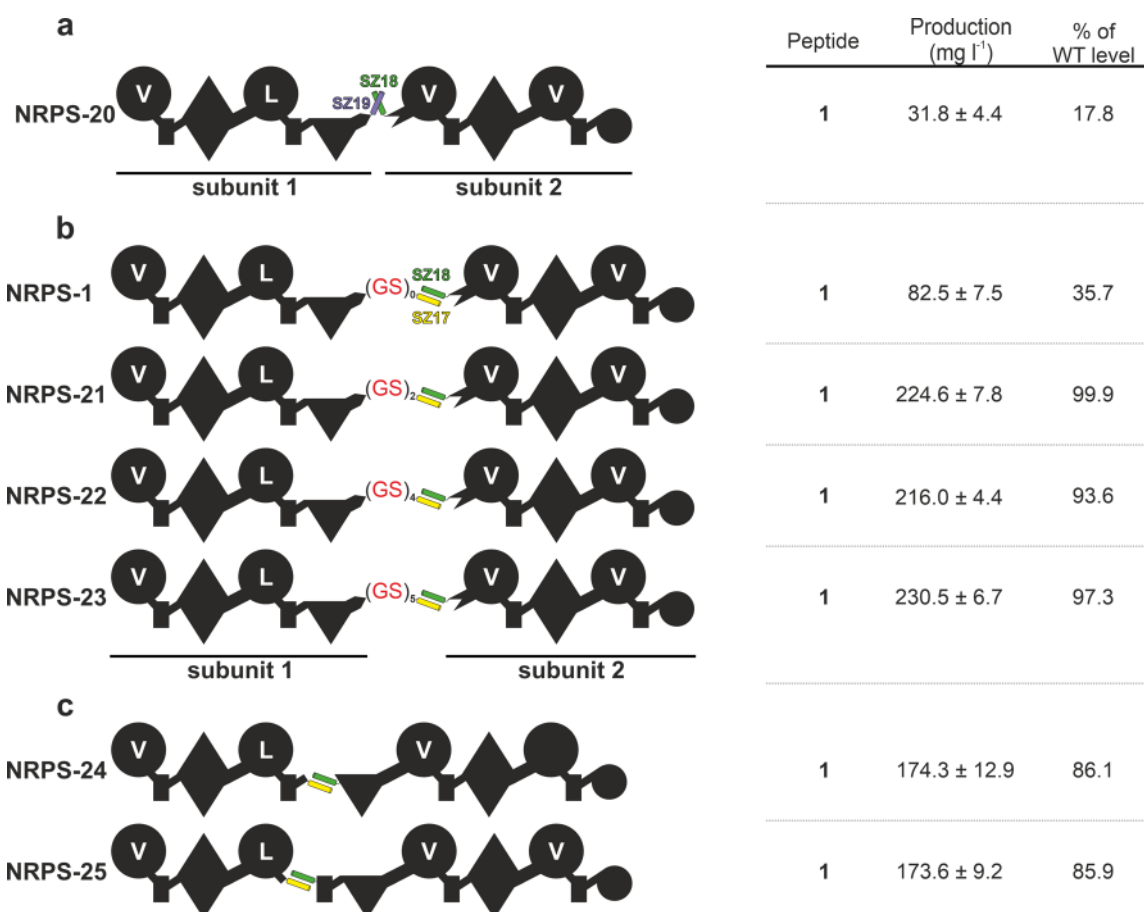 a
Peptide Production (mg l⁻¹) % of WT level
SZ18
SZ19
V L V V
NRPS-20 1 31.8 ± 4.4 17.8
subunit 1 subunit 2
b
V L (GS)₀ SZ18 V V
NRPS-1 SZ17 1 82.5 ± 7.5 35.7
V L (GS)₂ V V
NRPS-21 1 224.6 ± 7.8 99.9
V L (GS)₄ V V
NRPS-22 1 216.0 ± 4.4 93.6
V L (GS)₅ V V
NRPS-23 1 230.5 ± 6.7 97.3
subunit 1 subunit 2
c
V L V
NRPS-24 1 174.3 ± 12.9 86.1
V L V V
NRPS-25 1 173.6 ± 9.2 85.9